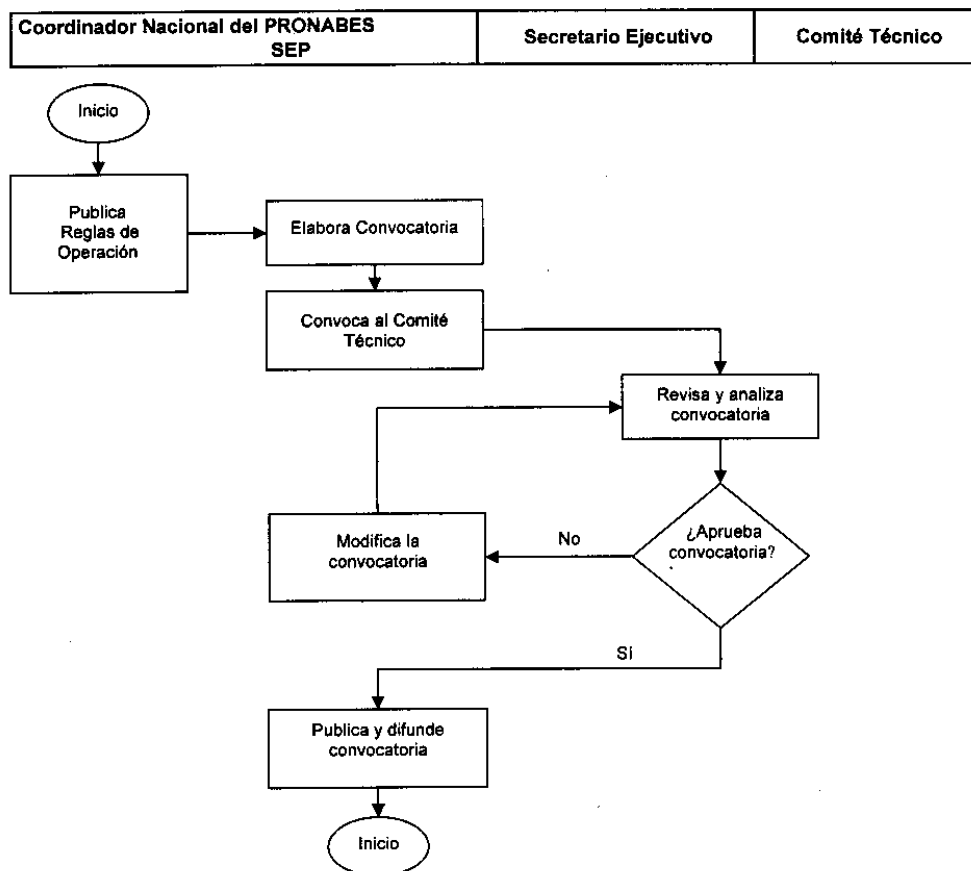 Coordinador Nacional del PRONABES
SEP
Secretario Ejecutivo
Comité Técnico
Inicio
Publica
Reglas de
Operación
Elabora Convocatoria
Convoca al Comité
Técnico
Revisa y analiza
convocatoria
¿Aprueba
convocatoria?
No
Modifica la
convocatoria
Si
Publica y difunde
convocatoria
Inicio